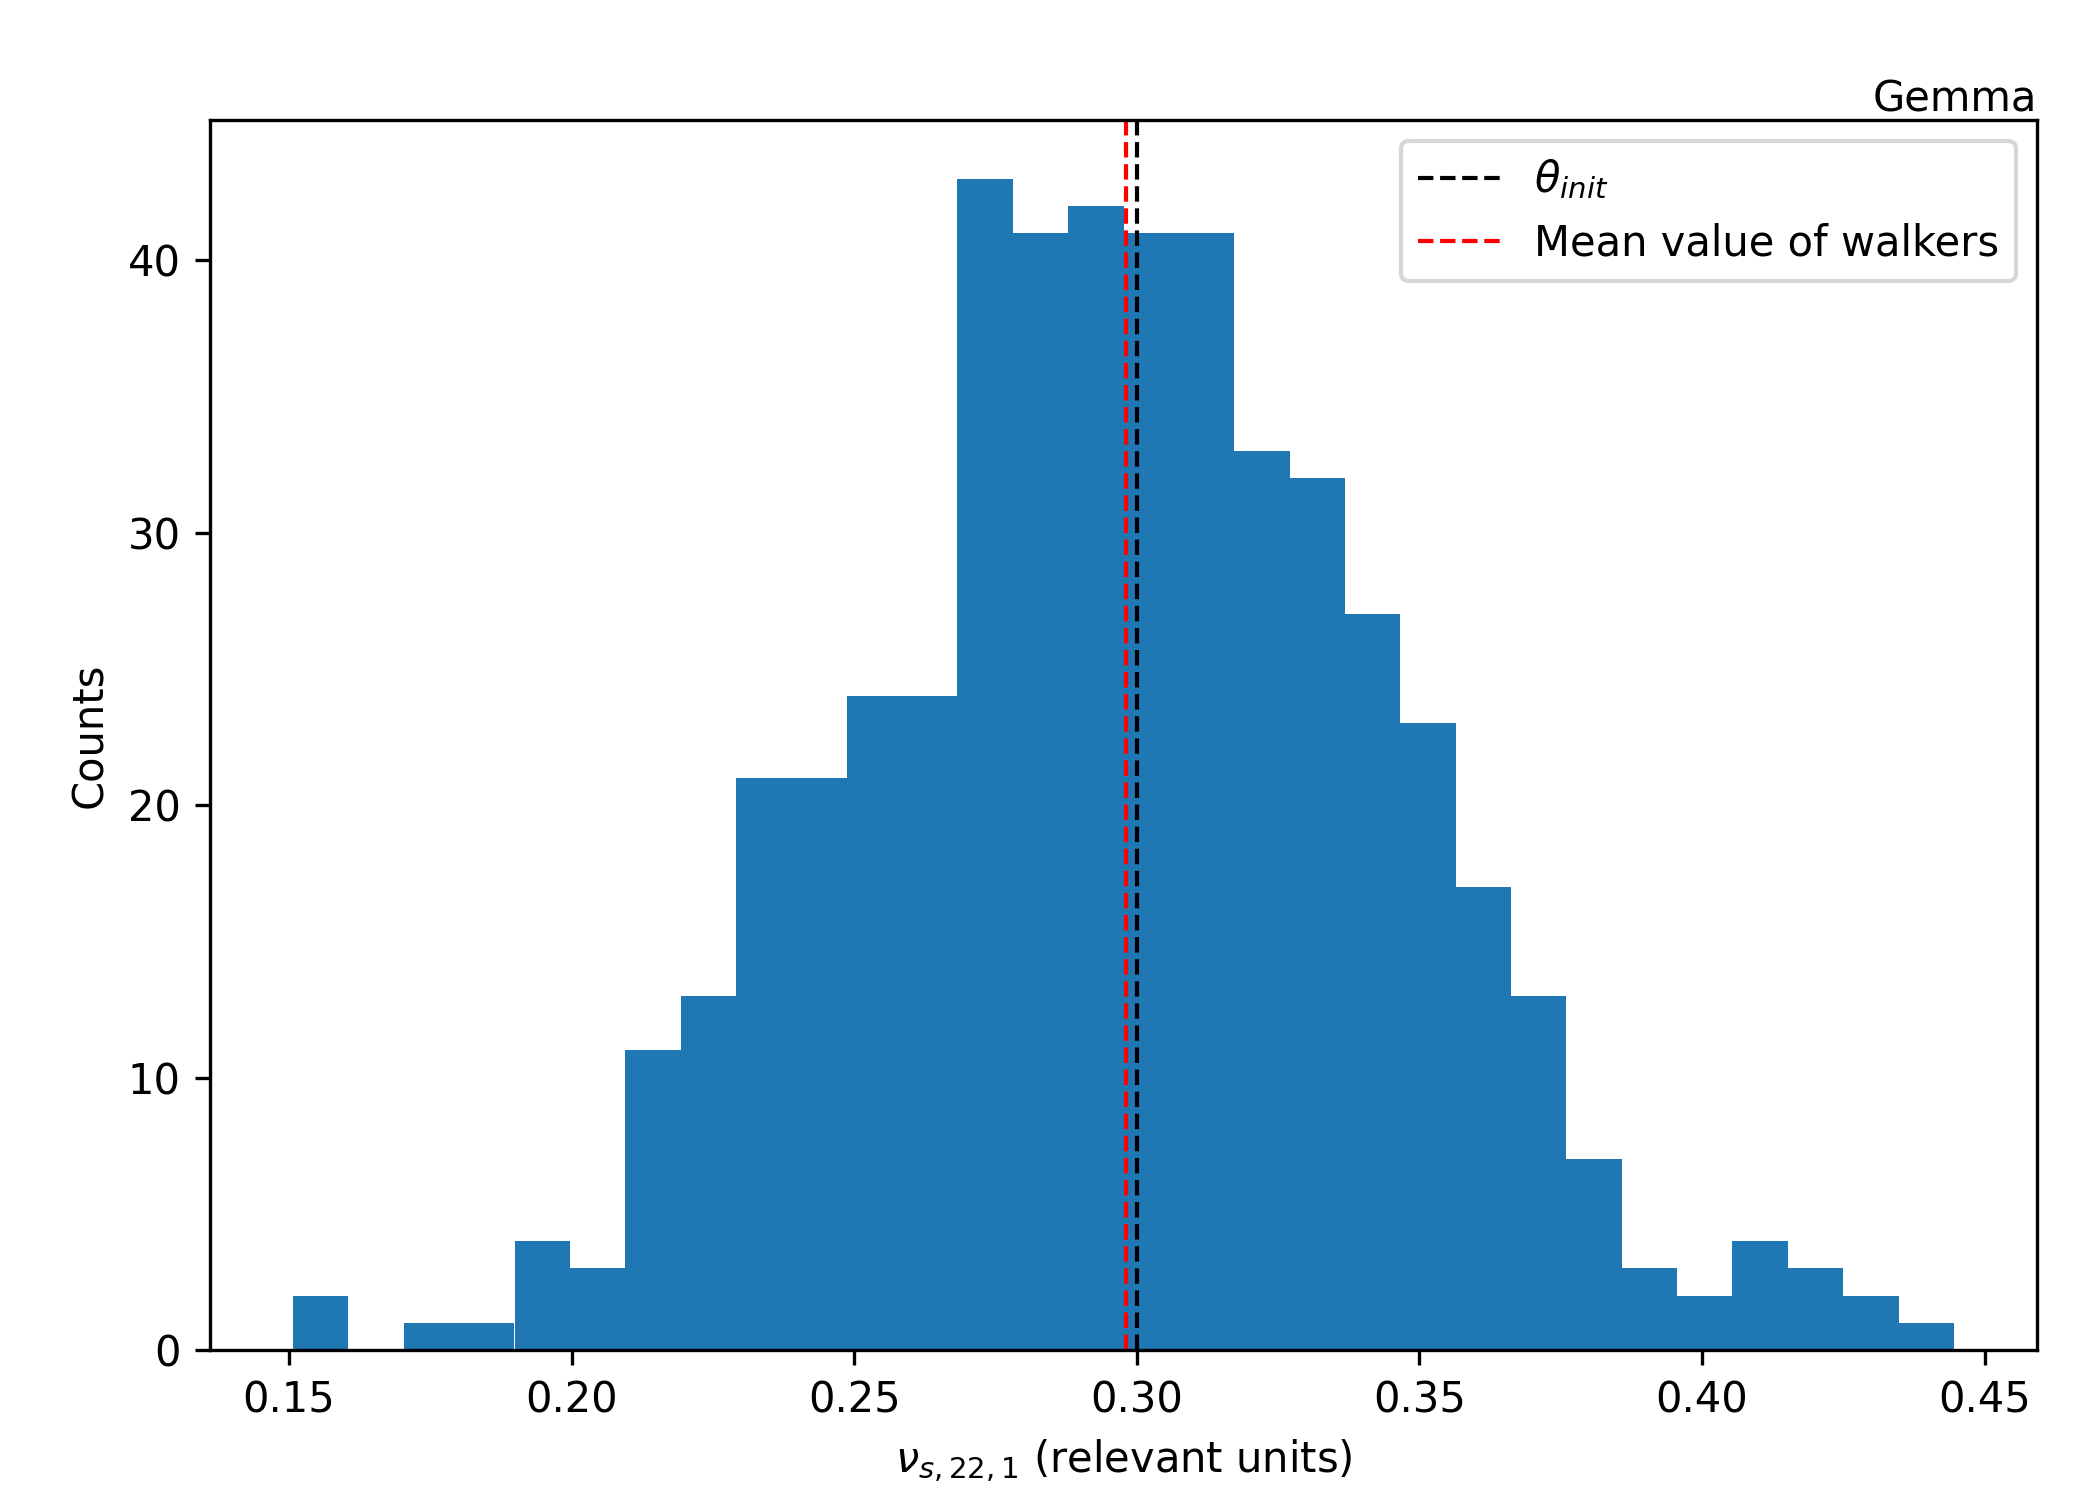 Gemma
θinit
Mean value of walkers
40
30
20
10
0
Counts
0.15 0.20 0.25 0.30 0.35 0.40 0.45
νs, 22, 1 (relevant units)